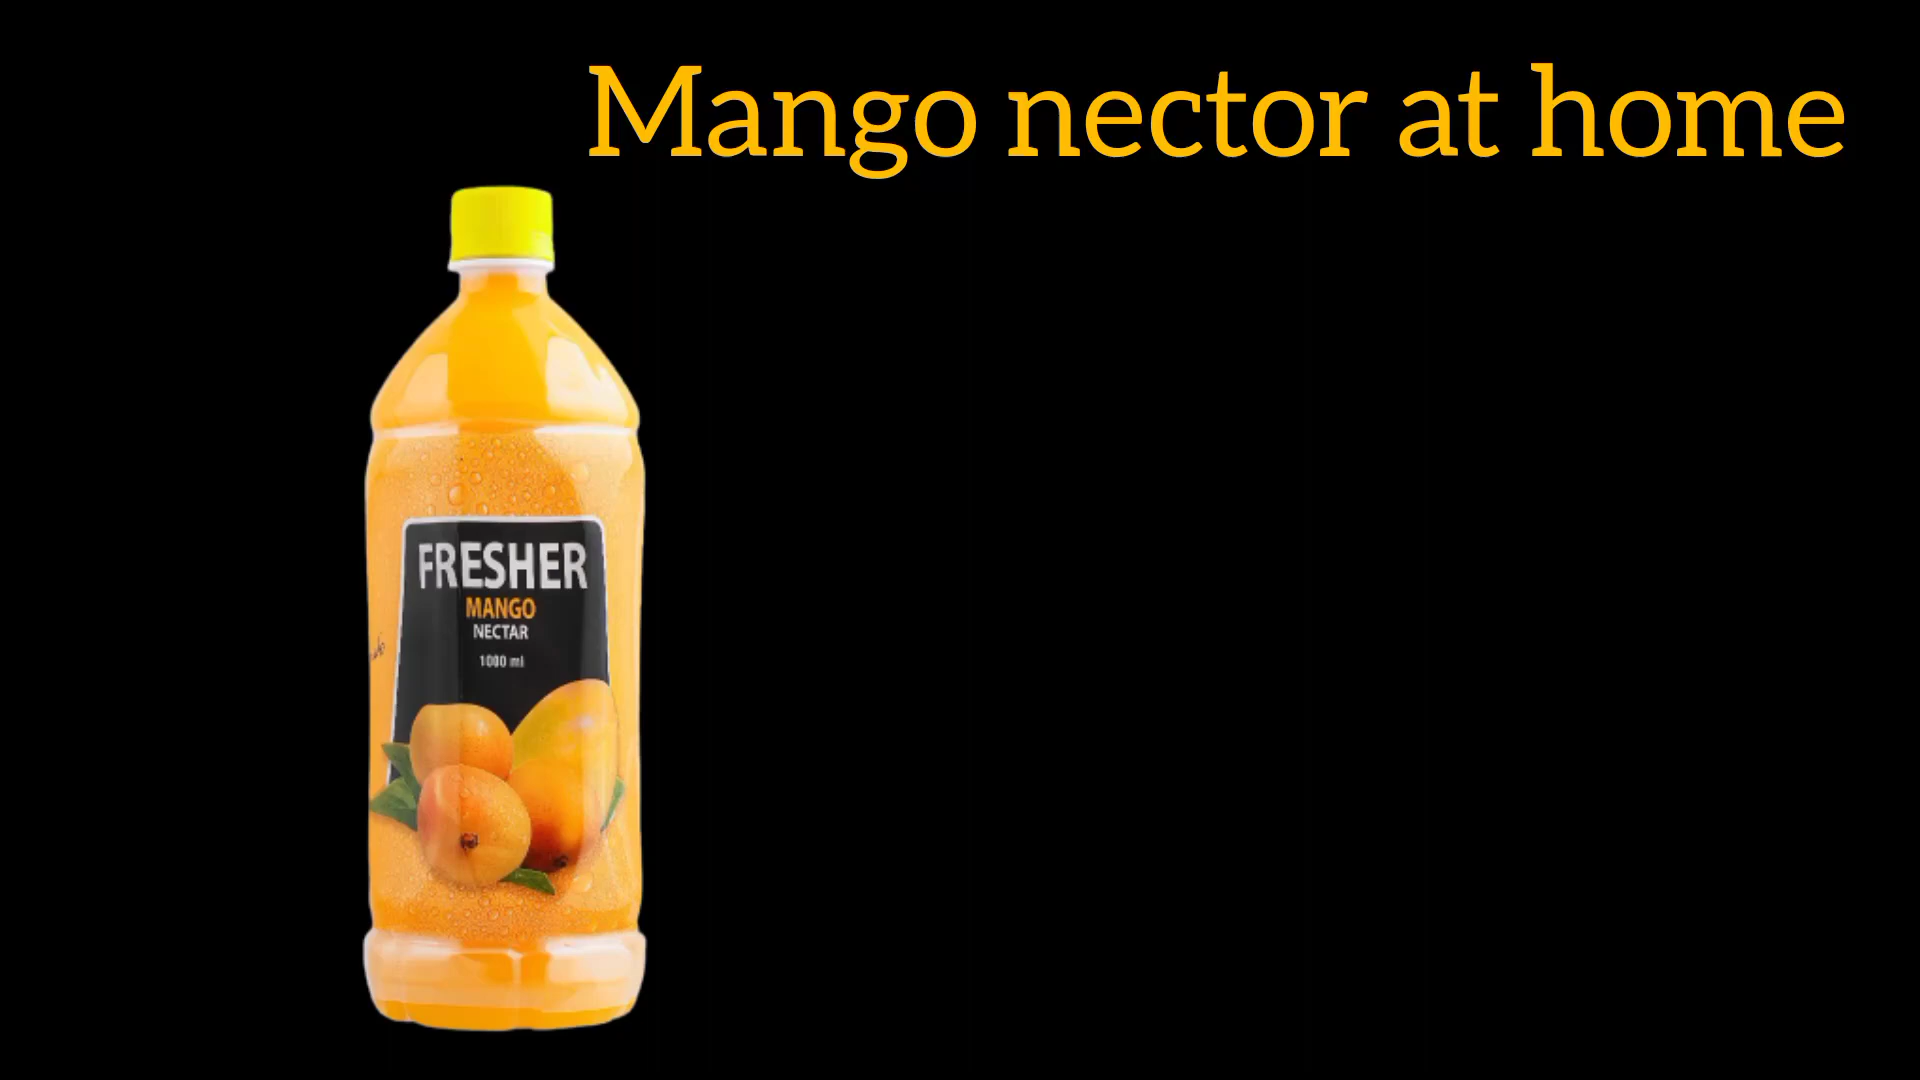 Mango nector at home
FRESHER
MANGO
NECTAR
1000 ml